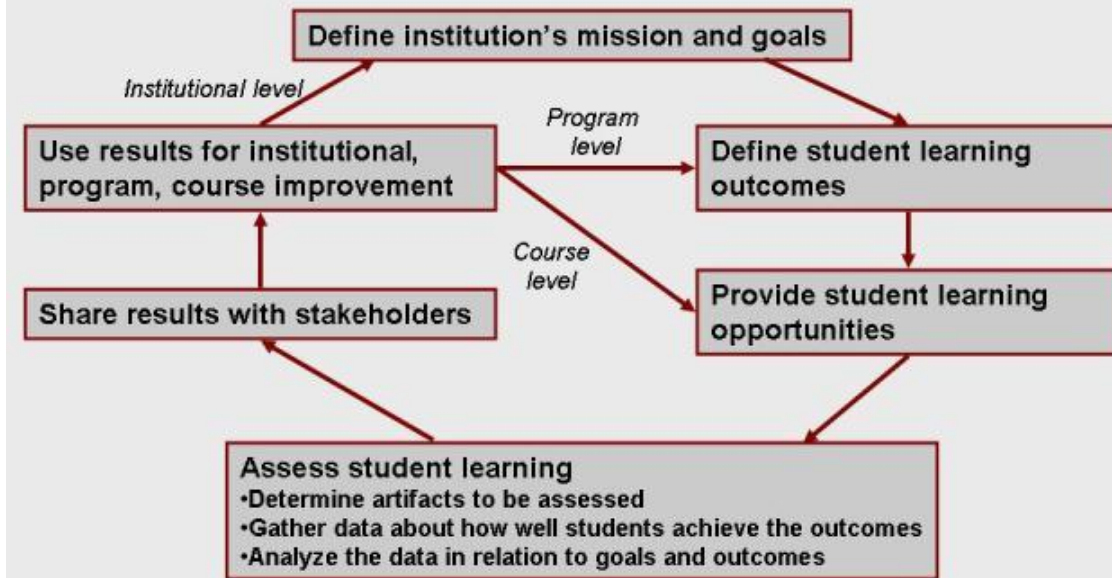 Define institution’s mission and goals
Institutional level
Program
level
Use results for institutional,
program, course improvement
Define student learning
outcomes
Course
level
Share results with stakeholders
Provide student learning
opportunities
Assess student learning
•Determine artifacts to be assessed
•Gather data about how well students achieve the outcomes
•Analyze the data in relation to goals and outcomes